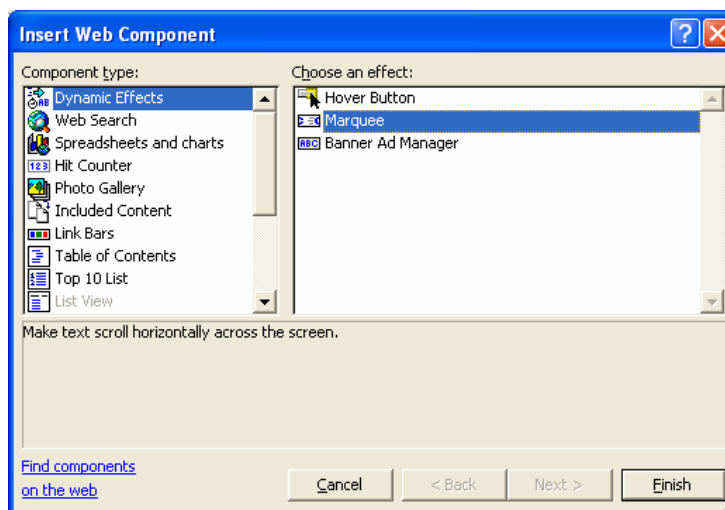 Insert Web Component
Component type:
Dynamic Effects
Web Search
Spreadsheets and charts
Hit Counter
Photo Gallery
Included Content
Link Bars
Table of Contents
Top 10 List
List View
Choose an effect:
Hover Button
Marquee
Banner Ad Manager
Make text scroll horizontally across the screen.
Find components
on the web
Cancel
< Back
Next >
Finish